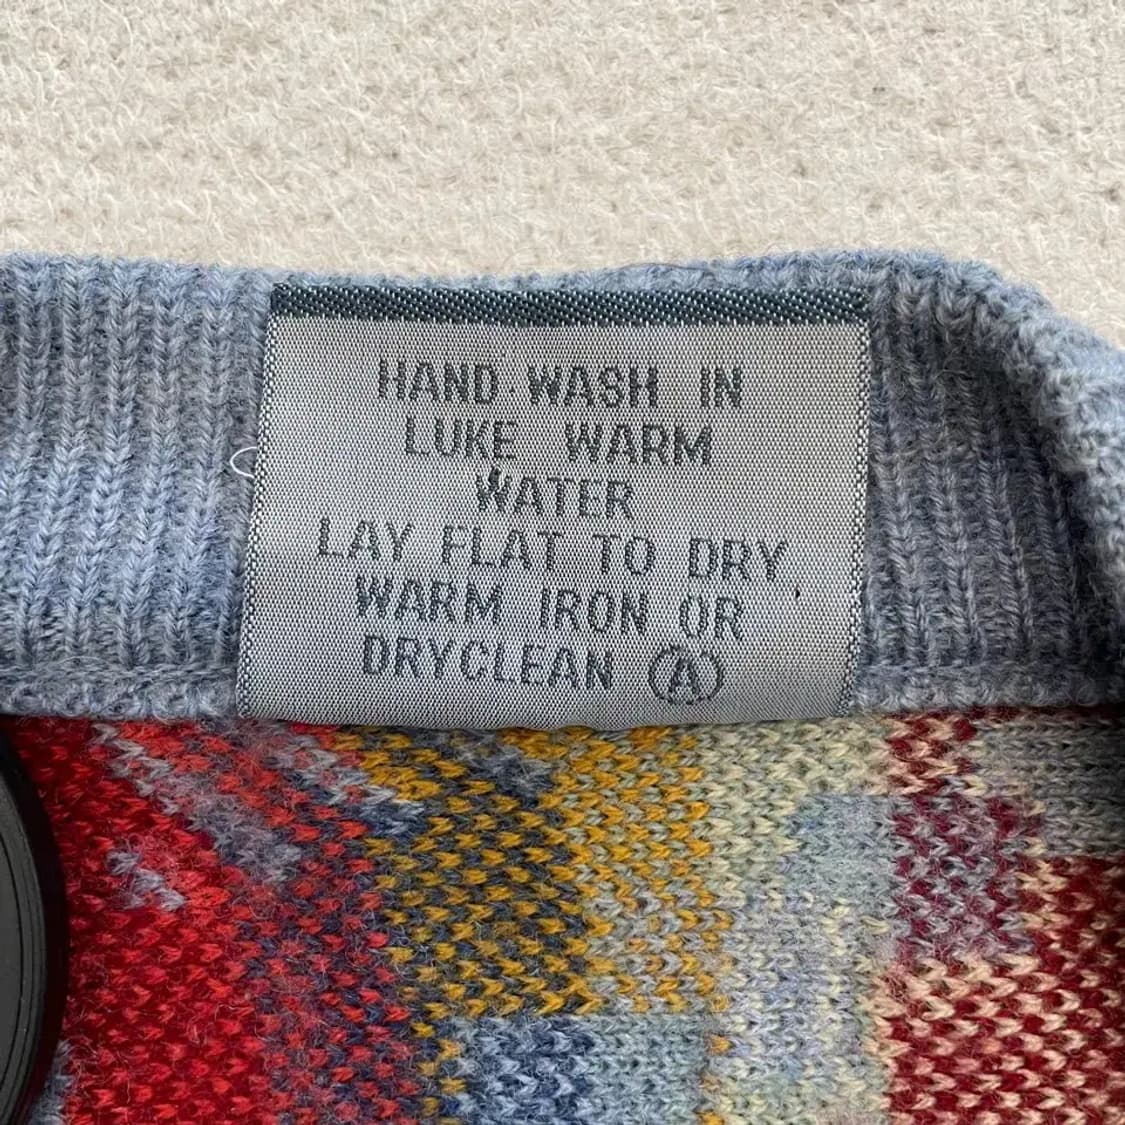 HAND WASH IN
LUKE WARM
WATER
LAY FLAT TO DRY
WARM IRON OR
DRYCLEAN Ⓐ